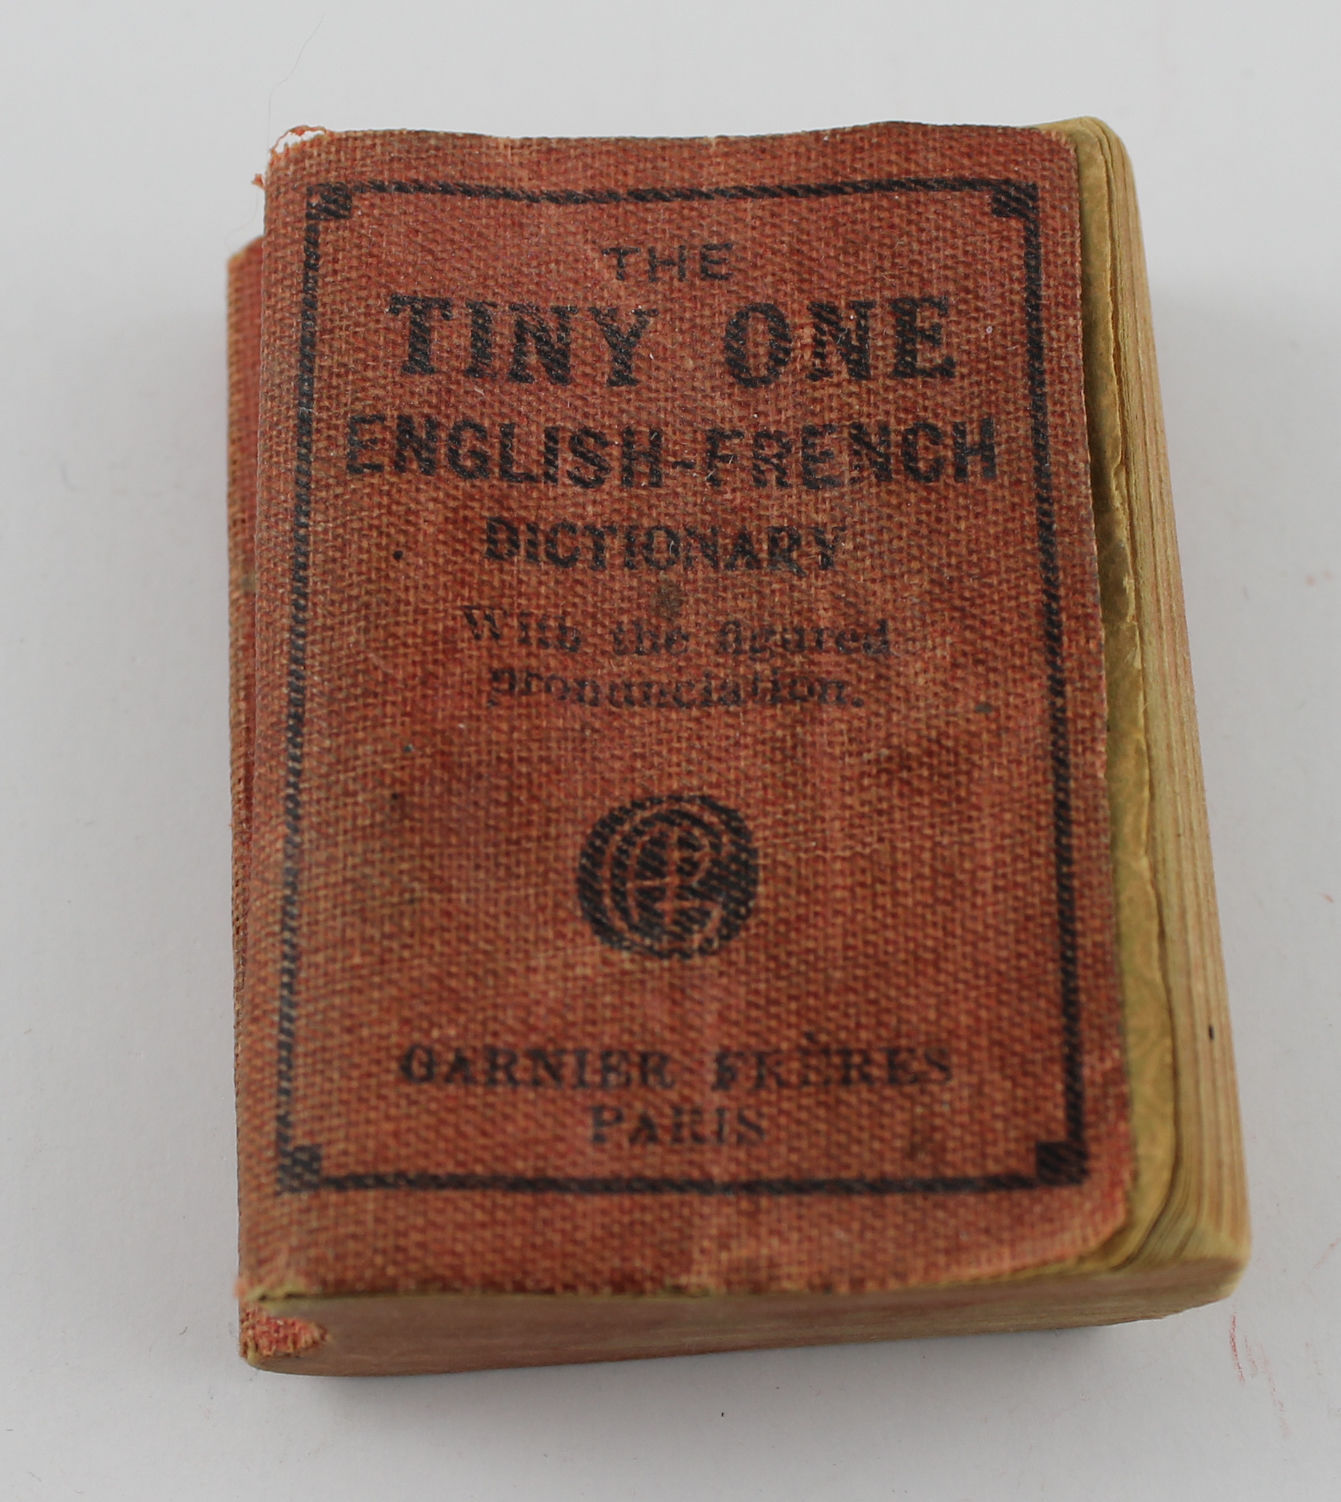 THE
TINY ONE
ENGLISH-FRENCH
DICTIONARY
With the figured
pronunciation.
GARNIER FRÈRES
PARIS